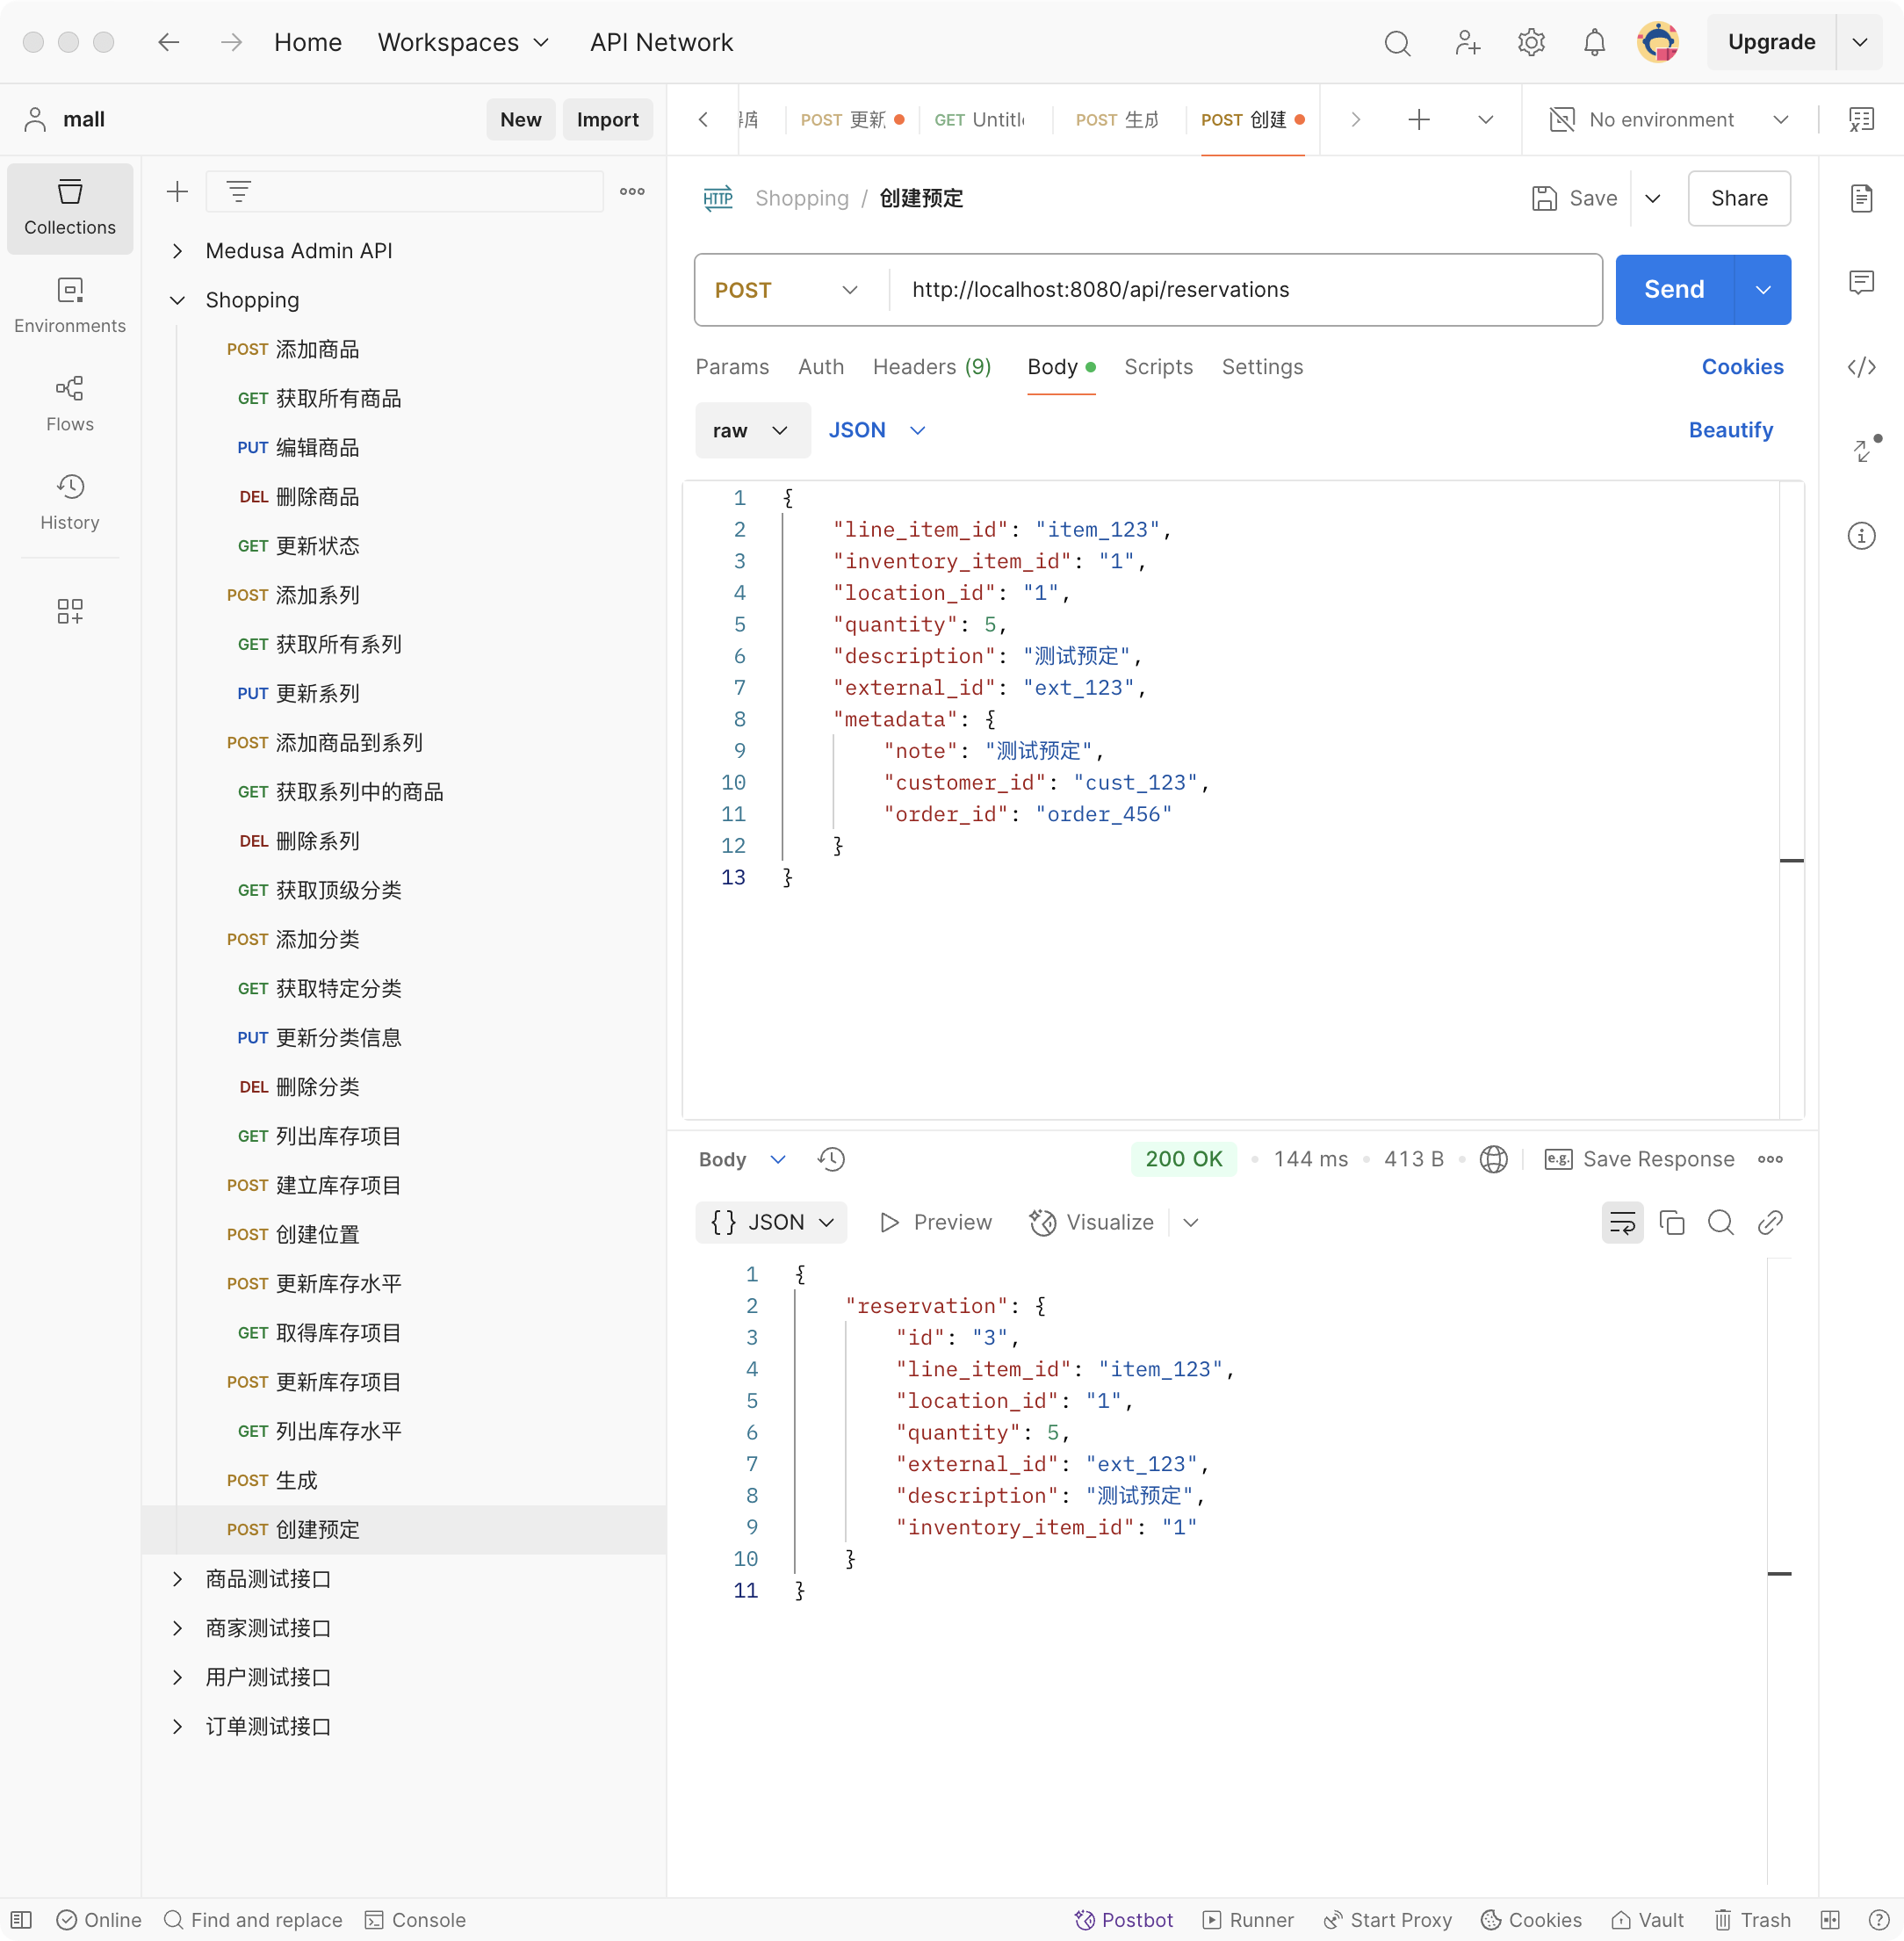 Home Workspaces API Network Upgrade
mall New Import
POST 更新 GET Untitle POST 生成 POST 创建 No environment
Collections
Environments
Flows
History
Medusa Admin API
Shopping
POST 添加商品
GET 获取所有商品
PUT 编辑商品
DEL 删除商品
GET 更新状态
POST 添加系列
GET 获取所有系列
PUT 更新系列
POST 添加商品到系列
GET 获取系列中的商品
DEL 删除系列
GET 获取顶级分类
POST 添加分类
GET 获取特定分类
PUT 更新分类信息
DEL 删除分类
GET 列出库存项目
POST 建立库存项目
POST 创建位置
POST 更新库存水平
GET 取得库存项目
POST 更新库存项目
GET 列出库存水平
POST 生成
POST 创建预定
商品测试接口
商家测试接口
用户测试接口
订单测试接口
HTTP Shopping / 创建预定 Save Share
POST http://localhost:8080/api/reservations Send
Params Auth Headers (9) Body Scripts Settings Cookies
raw JSON Beautify
1 {
2 "line_item_id": "item_123",
3 "inventory_item_id": "1",
4 "location_id": "1",
5 "quantity": 5,
6 "description": "测试预定",
7 "external_id": "ext_123",
8 "metadata": {
9 "note": "测试预定",
10 "customer_id": "cust_123",
11 "order_id": "order_456"
12 }
13 }
Body 200 OK 144 ms 413 B e.g. Save Response
{} JSON Preview Visualize
1 {
2 "reservation": {
3 "id": "3",
4 "line_item_id": "item_123",
5 "location_id": "1",
6 "quantity": 5,
7 "external_id": "ext_123",
8 "description": "测试预定",
9 "inventory_item_id": "1"
10 }
11 }
Online Find and replace Console Postbot Runner Start Proxy Cookies Vault Trash